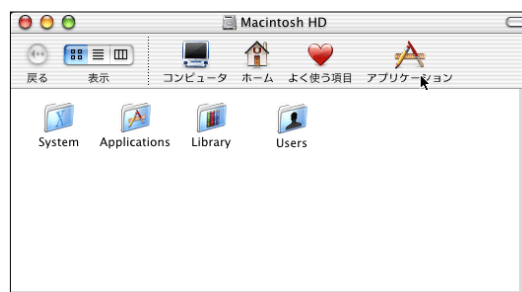 Macintosh HD
戻る 表示 コンピュータ ホーム よく使う項目 アプリケーション
System Applications Library Users